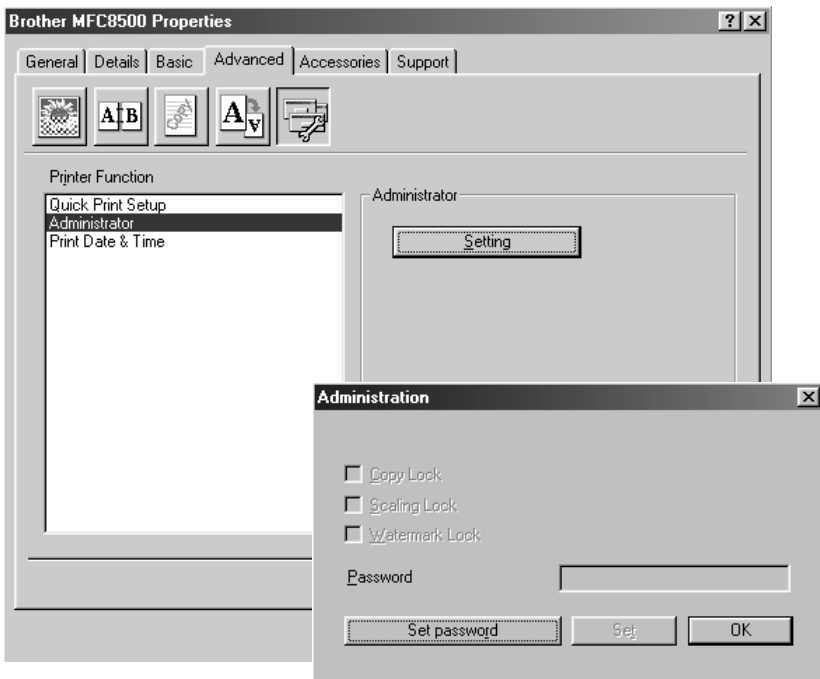 Brother MFC8500 Properties
General Details Basic Advanced Accessories Support
A B
Copy
A A
Printer Function
Quick Print Setup
Administrator
Print Date & Time
Administrator
Setting
Administration
Copy Lock
Scaling Lock
Watermark Lock
Password
Set password Set OK